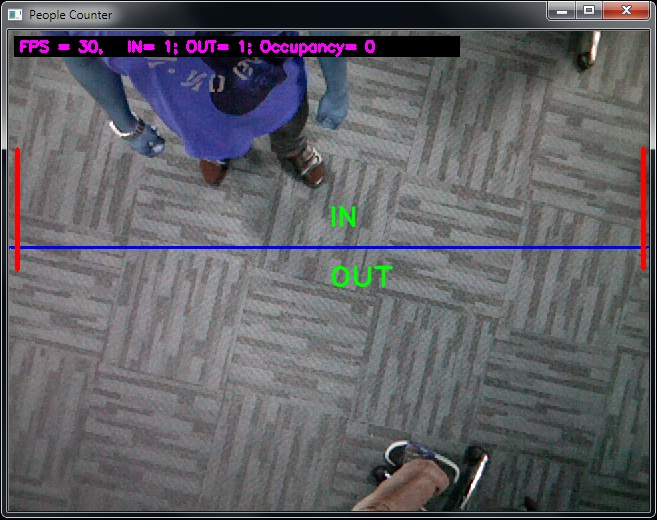 People Counter
FPS = 30,   IN= 1; OUT= 1; Occupancy= 0
IN
OUT